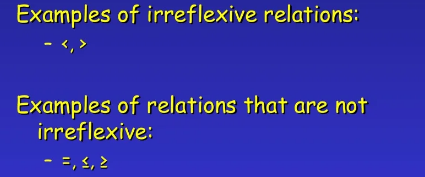 Examples of irreflexive relations:
– <, >
Examples of relations that are not
irreflexive:
– =, ≤, ≥